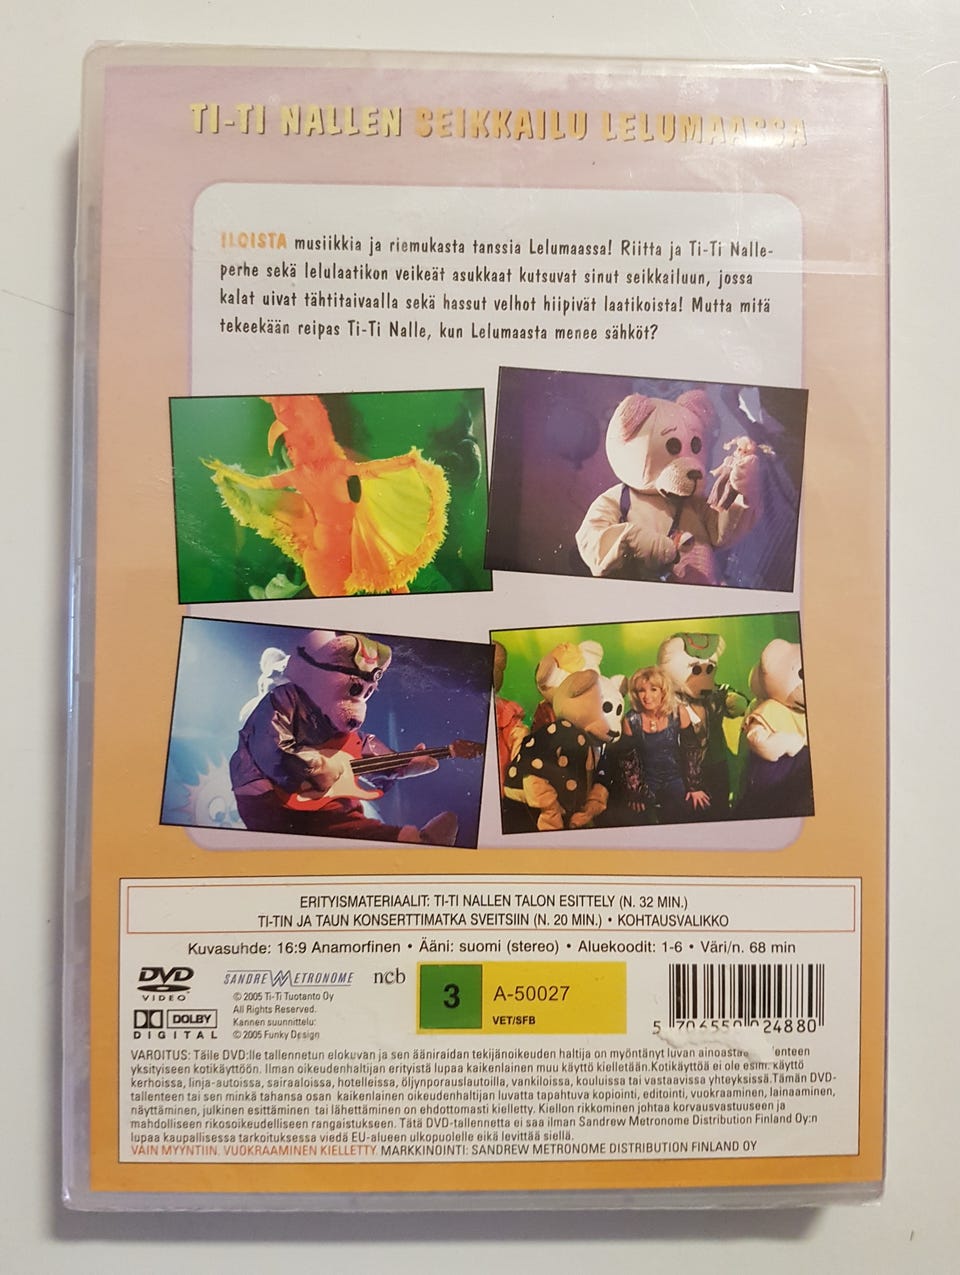 TI-TI NALLEN SEIKKAILU LELUMAASSA
ILOISTA musiikkia ja riemukasta tanssia Lelumaassa! Riitta ja Ti-Ti Nalle-
perhe sekä lelulaatikon veikeät asukkaat kutsuvat sinut seikkailuun, jossa
kalat uivat tähtitaivaalla sekä hassut velhot hiipivät laatikoista! Mutta mitä
tekeekään reipas Ti-Ti Nalle, kun Lelumaasta menee sähköt?
ERITYISMATERIAALIT: TI-TI NALLEN TALON ESITTELY (N. 32 MIN.)
TI-TIN JA TAUN KONSERTTIMATKA SVEITSIIN (N. 20 MIN.) • KOHTAUSVALIKKO
Kuvasuhde: 16:9 Anamorfinen • Ääni: suomi (stereo) • Aluekoodit: 1-6 • Väri/n. 68 min
DVD
VIDEO
DOLBY
DIGITAL
SANDREW METRONOME
© 2005 Ti-Ti Tuotanto Oy
All Rights Reserved.
Kannen suunnittelu:
© 2005 Funky Design
ncb
3
A-50027
VET/SFB
5 706550 024880
VAROITUS: Täile DVD:lle tallennetun elokuvan ja sen ääniraidan tekijänoikeuden haltija on myöntänyt luvan ainoastaan
yksityiseen kotikäyttöön. Ilman oikeudenhaltijan erityistä lupaa kaikenlainen muu käyttö kielletään.Kotikäyttöä ei ole esim. käyttö
kerhoissa, linja-autoissa, sairaaloissa, hotelleissa, öljynporauslautoilla, vankiloissa, kouluissa tai vastaavissa yhteyksissä.Tämän DVD-
tallenteen tai sen minkä tahansa osan kaikenlainen oikeudenhaltijan luvatta tapahtuva kopiointi, editointi, vuokraaminen, lainaaminen,
näyttäminen, julkinen esittäminen tai lähettäminen on ehdottomasti kielletty. Kiellon rikkominen johtaa korvausvastuuseen ja
mahdolliseen rikosoikeudelliseen rangaistukseen. Tätä DVD-tallennetta ei saa ilman Sandrew Metronome Distribution Finland Oy:n
lupaa kaupallisessa tarkoituksessa viedä EU-alueen ulkopuolelle eikä levittää siellä.
VAIN MYYNTIIN. VUOKRAAMINEN KIELLETTY. MARKKINOINTI: SANDREW METRONOME DISTRIBUTION FINLAND OY